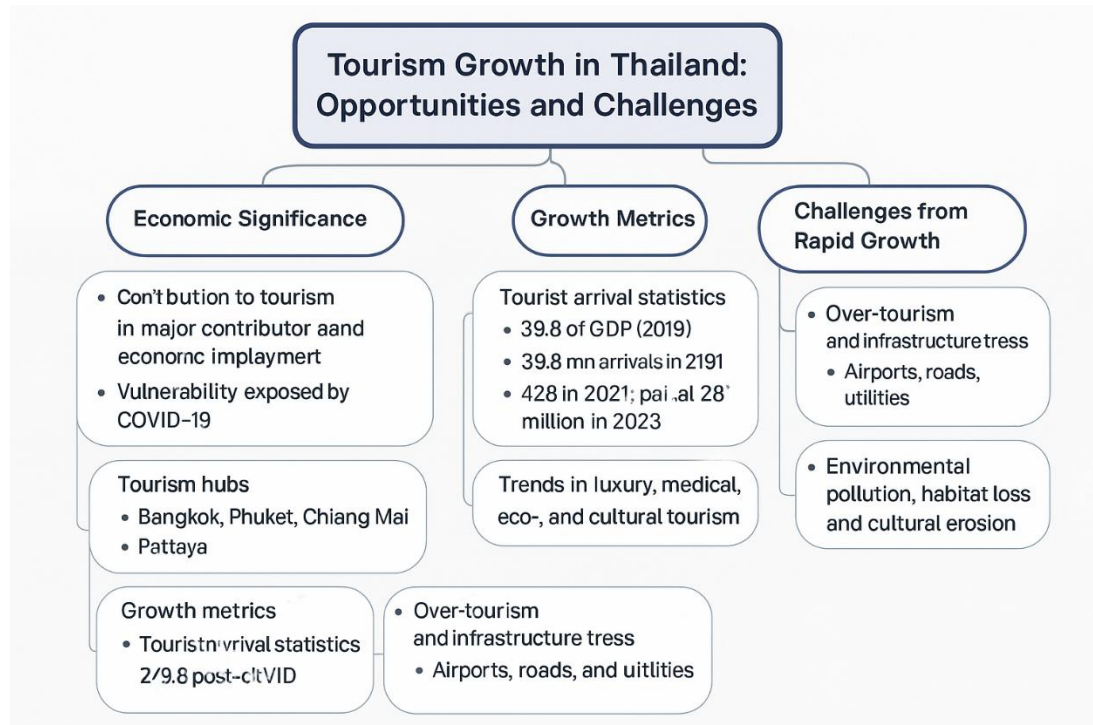 Tourism Growth in Thailand:
Opportunities and Challenges
Economic Significance
• Con't bution to tourism
in major contributor aand
economc implaymert
• Vulnerability exposed by
COVID-19
Tourism hubs
• Bangkok, Phuket, Chiang Mai
• Pattaya
Growth metrics
• statistics
post-
• Over-tourism
and infrastructure tress
• Airports, roads, and uitlities
Growth Metrics
Tourist arrival statistics
• 39.8 of GDP (2019)
• 39.8 mn arrivals in 2191
• 428 in 2021; 28
million in 2023
Trends in luxury, medical,
eco-, and cultural tourism
Challenges from
Rapid Growth
• Over-tourism
and infrastructure tress
• Airports, roads,
utilities
• Environmental
pollution, habitat loss
and cultural erosion